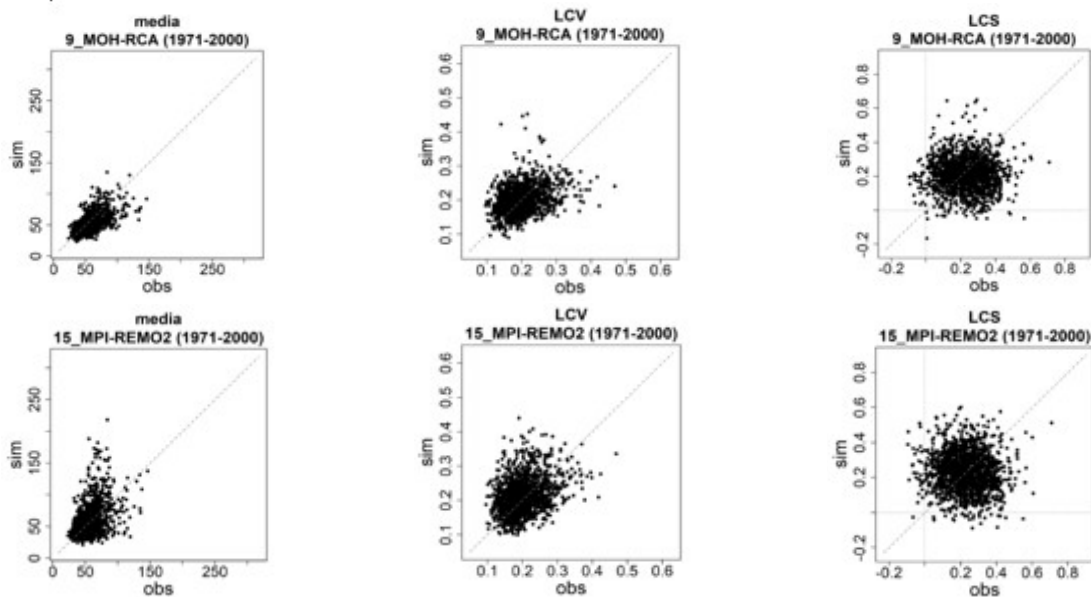 media
9_MOH-RCA (1971-2000)
sim
0 50 150 250
0 50 150 250
obs
LCV
9_MOH-RCA (1971-2000)
sim
0.1 0.2 0.3 0.4 0.5 0.6
0.1 0.2 0.3 0.4 0.5 0.6
obs
LCS
9_MOH-RCA (1971-2000)
sim
-0.2 0.2 0.4 0.6 0.8
-0.2 0.2 0.4 0.6 0.8
obs
media
15_MPI-REMO2 (1971-2000)
sim
0 50 150 250
0 50 150 250
obs
LCV
15_MPI-REMO2 (1971-2000)
sim
0.1 0.2 0.3 0.4 0.5 0.6
0.1 0.2 0.3 0.4 0.5 0.6
obs
LCS
15_MPI-REMO2 (1971-2000)
sim
-0.2 0.2 0.4 0.6 0.8
-0.2 0.2 0.4 0.6 0.8
obs